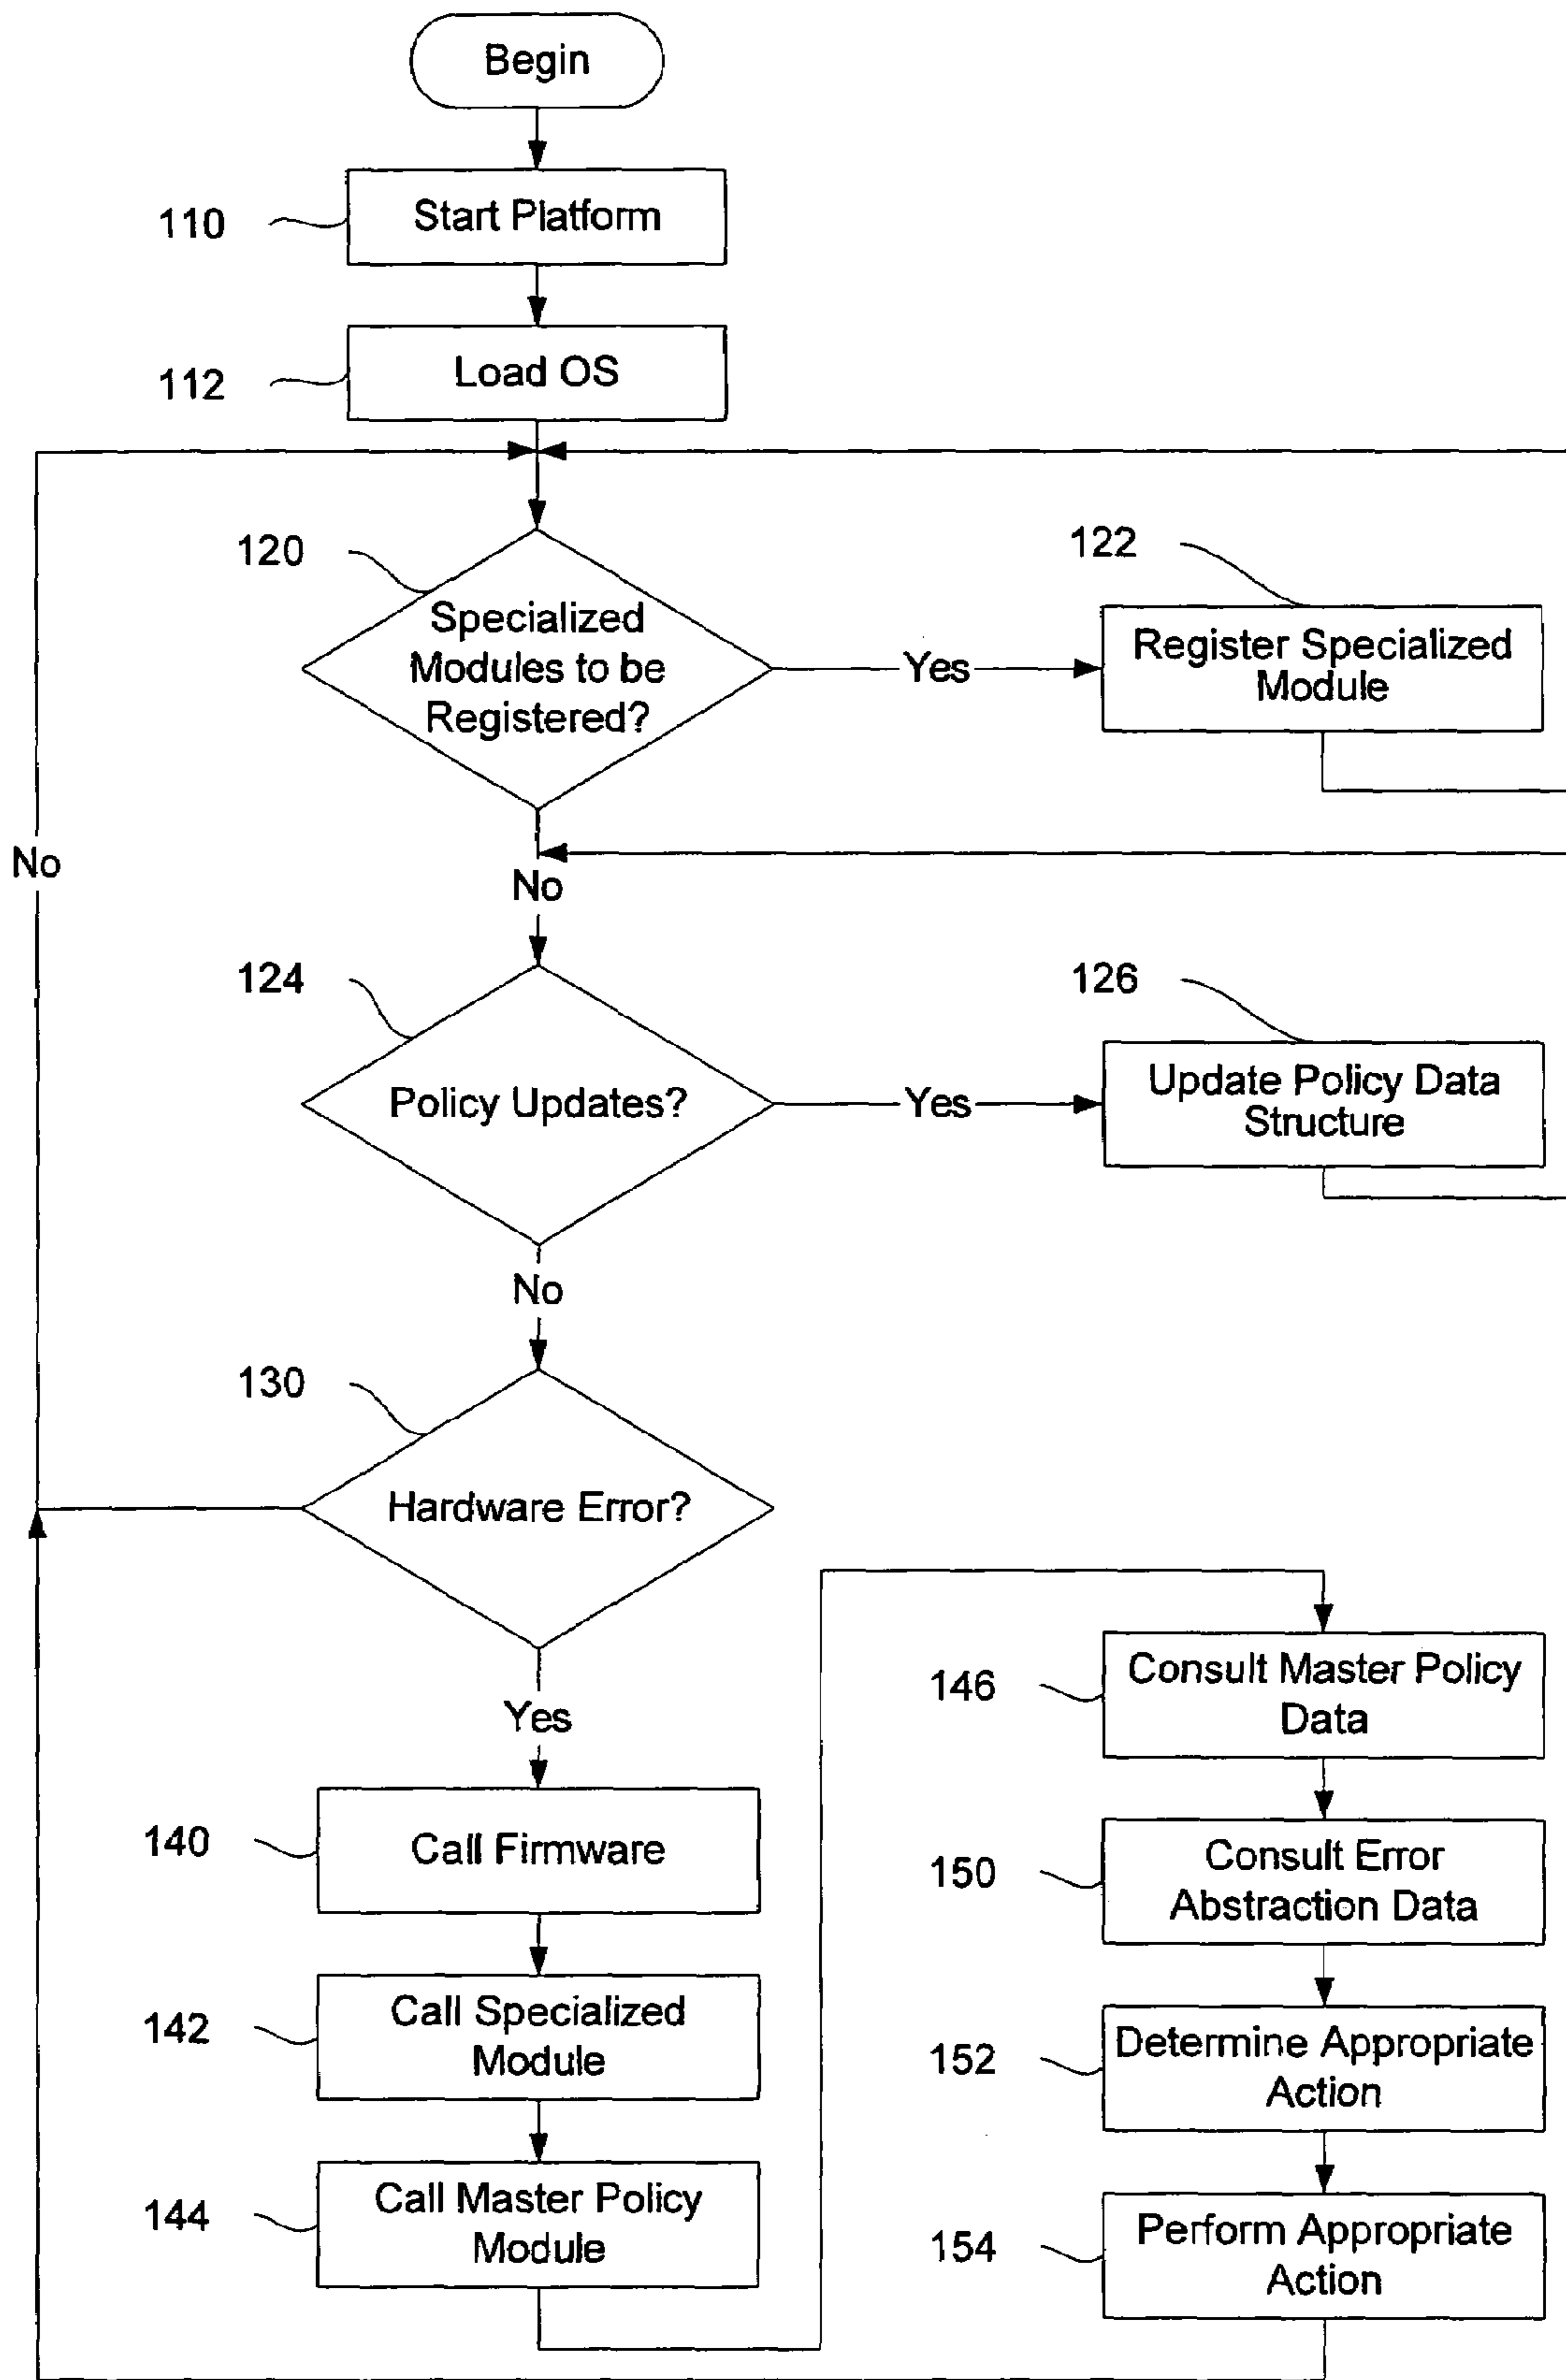 Begin
110
Start Platform
112
Load OS
120
Specialized
Modules to be
Registered?
Yes
122
Register Specialized
Module
No
No
124
Policy Updates?
Yes
126
Update Policy Data
Structure
No
130
Hardware Error?
Yes
140
Call Firmware
142
Call Specialized
Module
144
Call Master Policy
Module
146
Consult Master Policy
Data
150
Consult Error
Abstraction Data
152
Determine Appropriate
Action
154
Perform Appropriate
Action